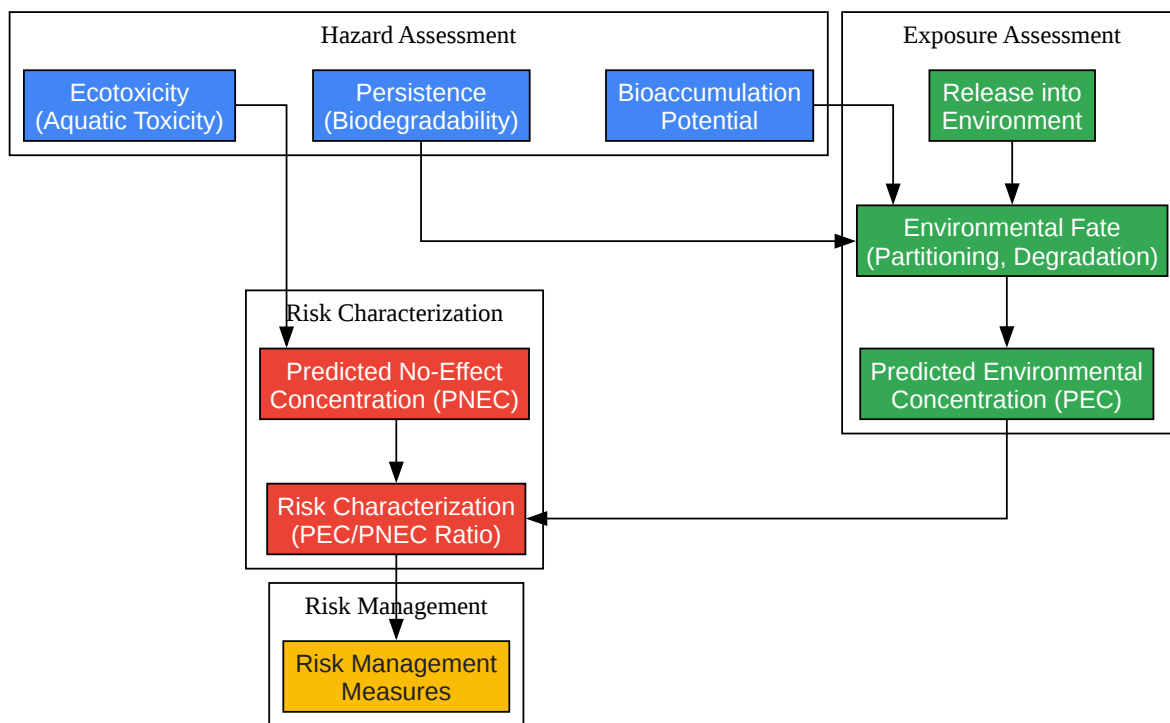 Hazard Assessment
Ecotoxicity
(Aquatic Toxicity)
Persistence
(Biodegradability)
Bioaccumulation
Potential
Exposure Assessment
Release into
Environment
Environmental Fate
(Partitioning, Degradation)
Predicted Environmental
Concentration (PEC)
Risk Characterization
Predicted No-Effect
Concentration (PNEC)
Risk Characterization
(PEC/PNEC Ratio)
Risk Management
Risk Management
Measures